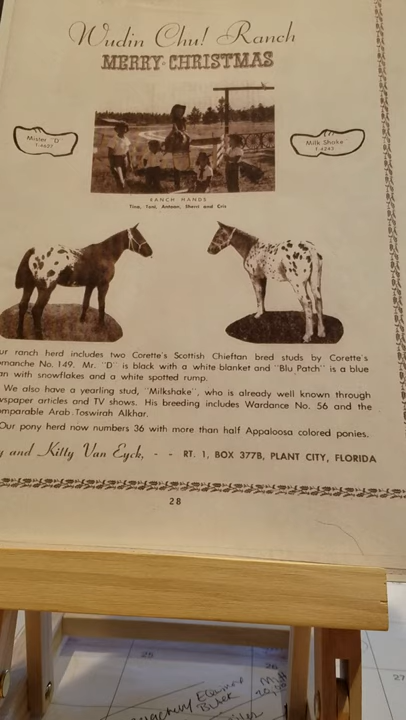 Wudin Chu! Ranch
MERRY CHRISTMAS
Mister "D"
Milk Shake
RANCH HANDS
Tina, Toni, Antoan, Sherri and Cris
ur ranch herd includes two Corette's Scottish Chieftan bred studs by Corette's
manche No. 149. Mr. "D" is black with a white blanket and "Blu Patch" is a blue
an with snowflakes and a white spotted rump.
We also have a yearling stud, "Milkshake", who is already well known through
wspaper articles and TV shows. His breeding includes Wardance No. 56 and the
omparable Arab Toswirah Alkhar.
Our pony herd now numbers 36 with more than half Appaloosa colored ponies.
y and Kitty Van Eyck, - - RT. 1, BOX 377B, PLANT CITY, FLORIDA
28
25
26
27